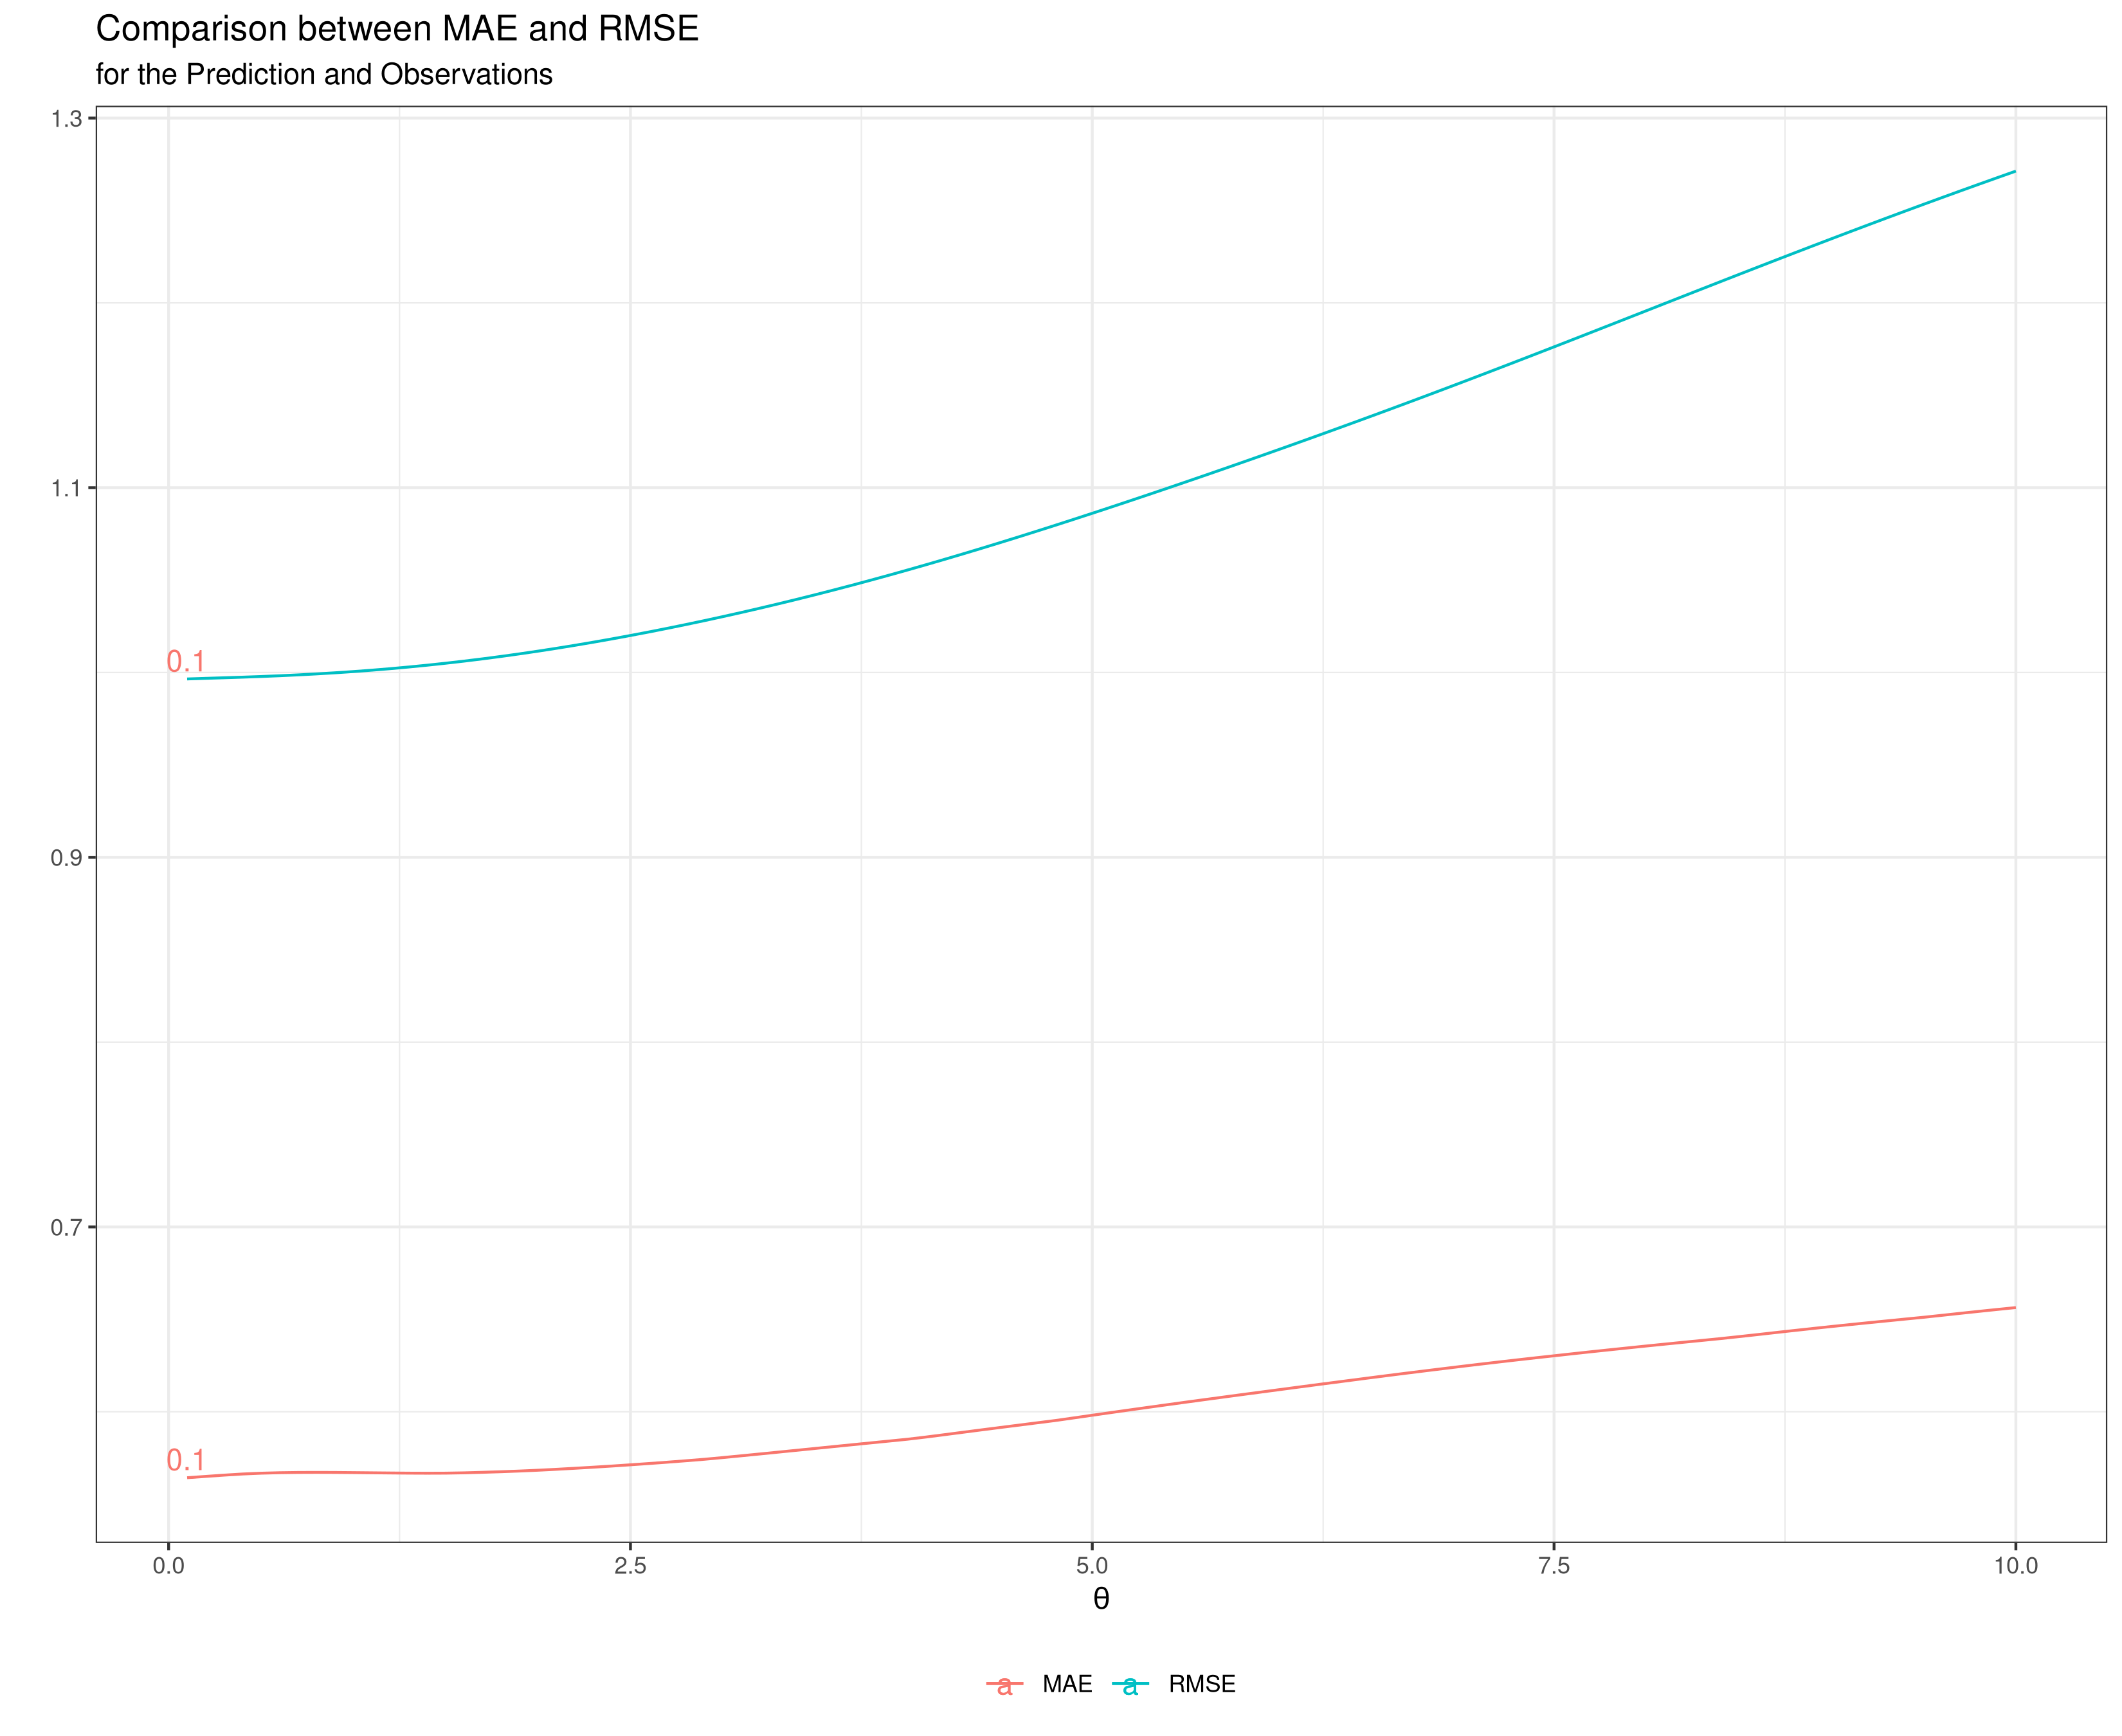 Comparison between MAE and RMSE
for the Prediction and Observations
1.3
1.1
0.1
0.9
0.7
0.1
0.0 2.5 5.0 7.5 10.0
θ
a MAE a RMSE